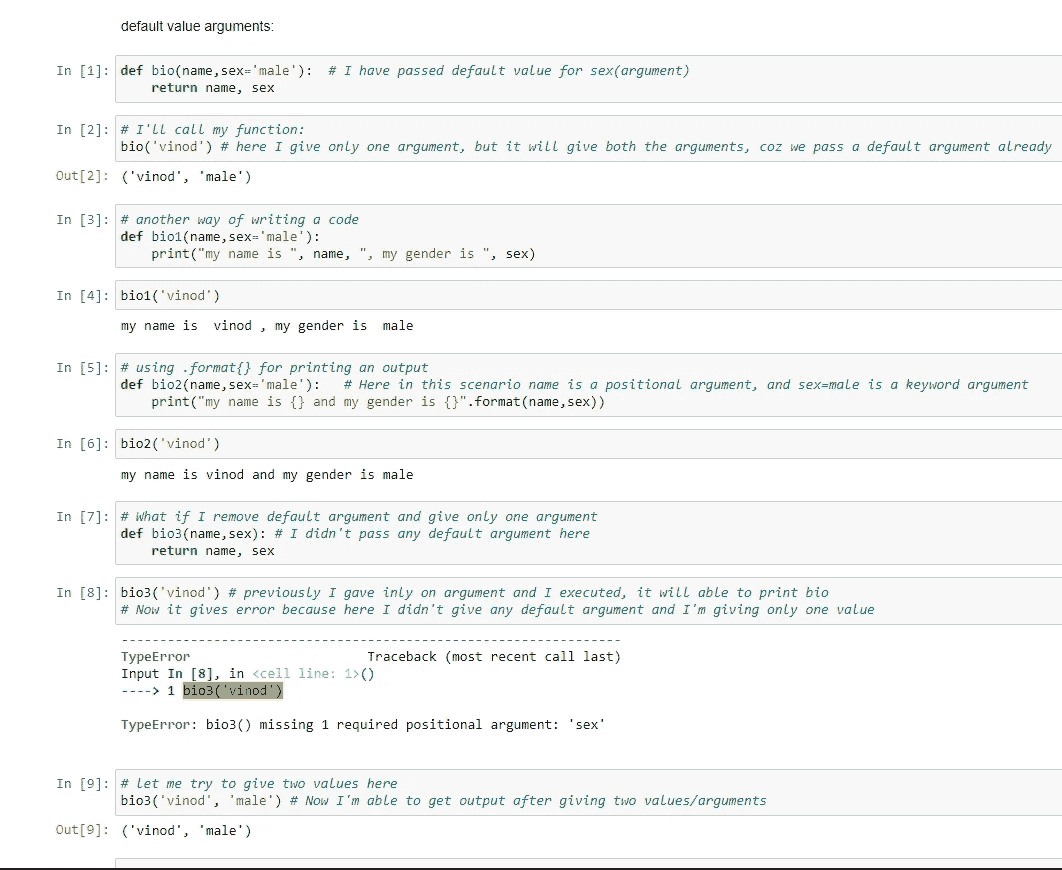 default value arguments:
In [1]: def bio(name,sex='male'):  # I have passed default value for sex(argument)
return name, sex
In [2]: # I'll call my function:
bio('vinod') # here I give only one argument, but it will give both the arguments, coz we pass a default argument already
Out[2]: ('vinod', 'male')
In [3]: # another way of writing a code
def bio1(name,sex='male'):
print("my name is ", name, ", my gender is ", sex)
In [4]: bio1('vinod')
my name is  vinod , my gender is  male
In [5]: # using .format{} for printing an output
def bio2(name,sex='male'):   # Here in this scenario name is a positional argument, and sex=male is a keyword argument
print("my name is {} and my gender is {}".format(name,sex))
In [6]: bio2('vinod')
my name is vinod and my gender is male
In [7]: # What if I remove default argument and give only one argument
def bio3(name,sex): # I didn't pass any default argument here
return name, sex
In [8]: bio3('vinod') # previously I gave inly on argument and I executed, it will able to print bio
# Now it gives error because here I didn't give any default argument and I'm giving only one value
---------------------------------------------------------------------------
TypeError                                 Traceback (most recent call last)
Input In [8], in <cell line: 1>()
----> 1 bio3('vinod')
TypeError: bio3() missing 1 required positional argument: 'sex'
In [9]: # let me try to give two values here
bio3('vinod', 'male') # Now I'm able to get output after giving two values/arguments
Out[9]: ('vinod', 'male')